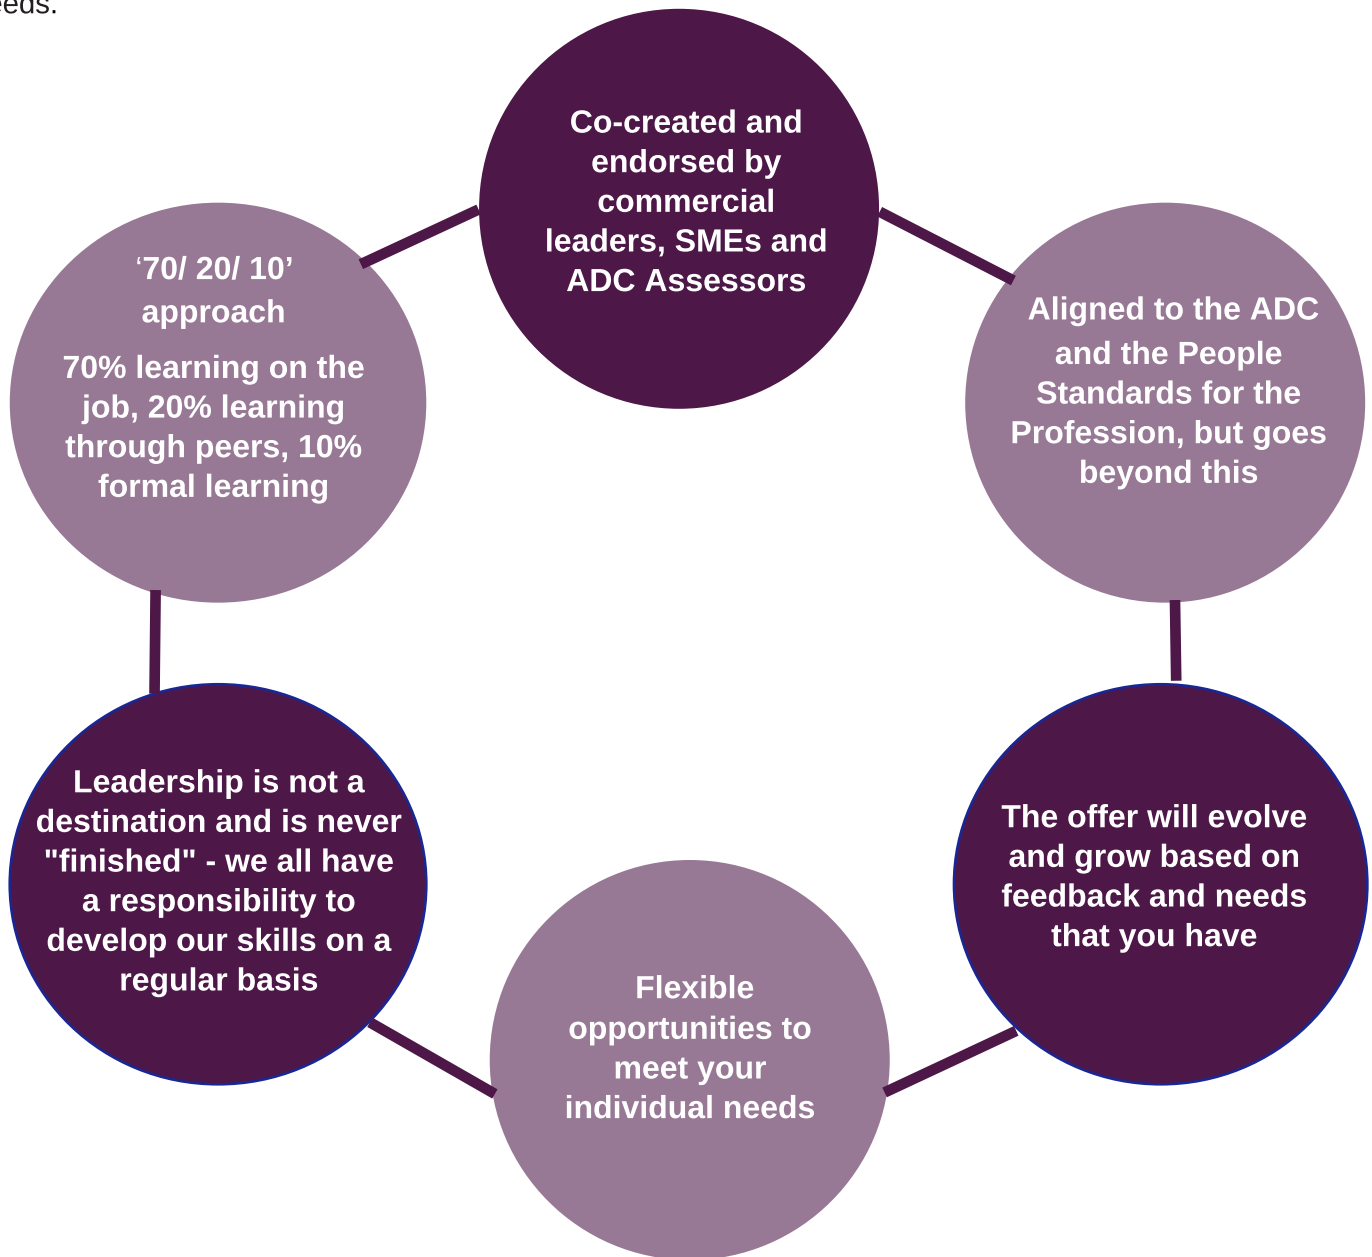 eeds.
Co-created and
endorsed by
commercial
leaders, SMEs and
ADC Assessors
‘70/ 20/ 10’
approach
70% learning on the
job, 20% learning
through peers, 10%
formal learning
Aligned to the ADC
and the People
Standards for the
Profession, but goes
beyond this
Leadership is not a
destination and is never
"finished" - we all have
a responsibility to
develop our skills on a
regular basis
The offer will evolve
and grow based on
feedback and needs
that you have
Flexible
opportunities to
meet your
individual needs